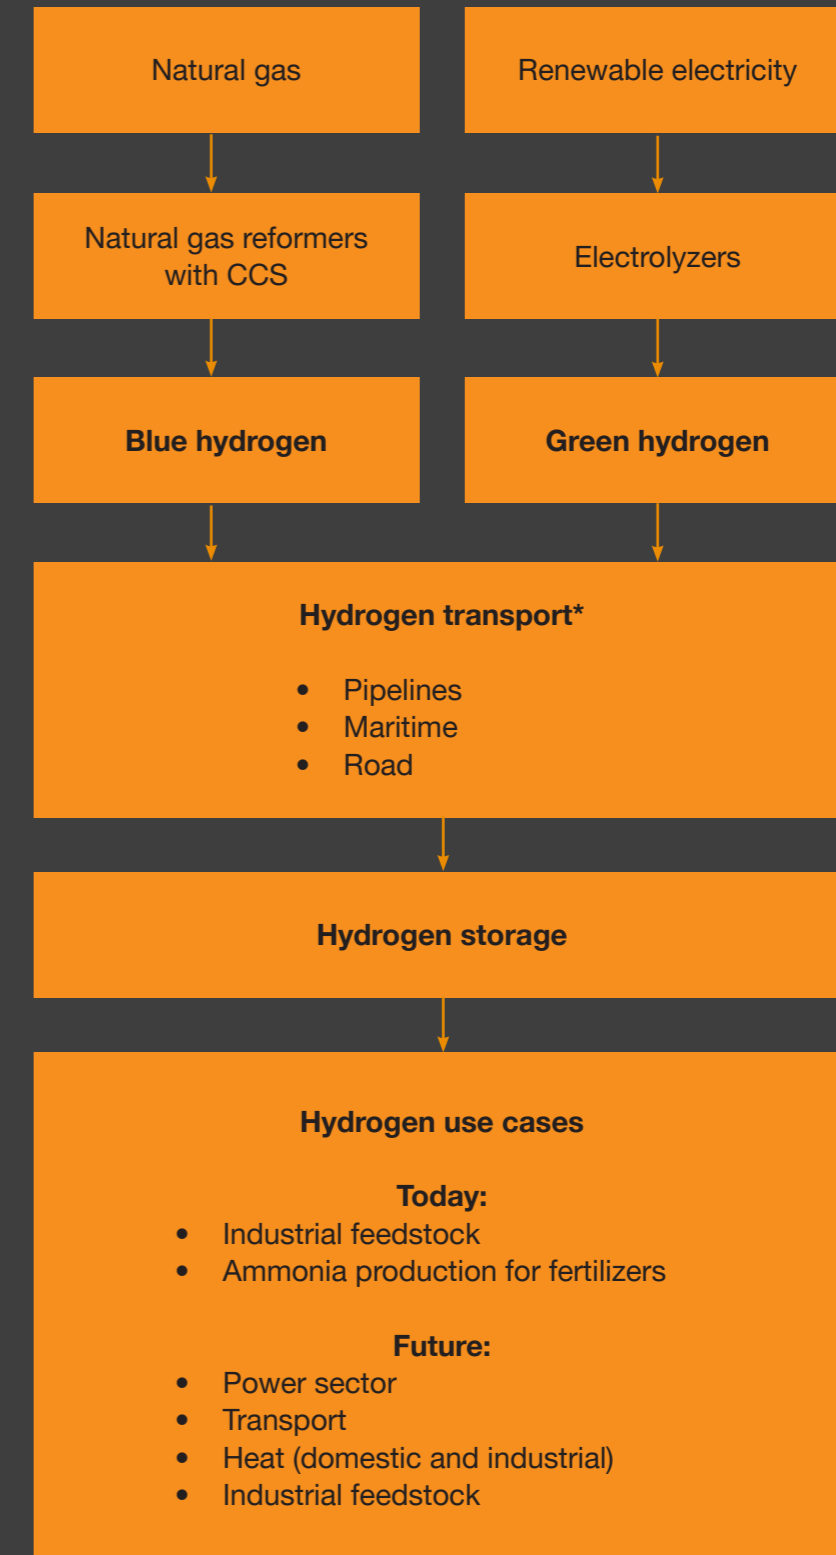 Natural gas
Renewable electricity
Natural gas reformers
with CCS
Electrolyzers
Blue hydrogen
Green hydrogen
Hydrogen transport*
• Pipelines
• Maritime
• Road
Hydrogen storage
Hydrogen use cases
Today:
• Industrial feedstock
• Ammonia production for fertilizers
Future:
• Power sector
• Transport
• Heat (domestic and industrial)
• Industrial feedstock